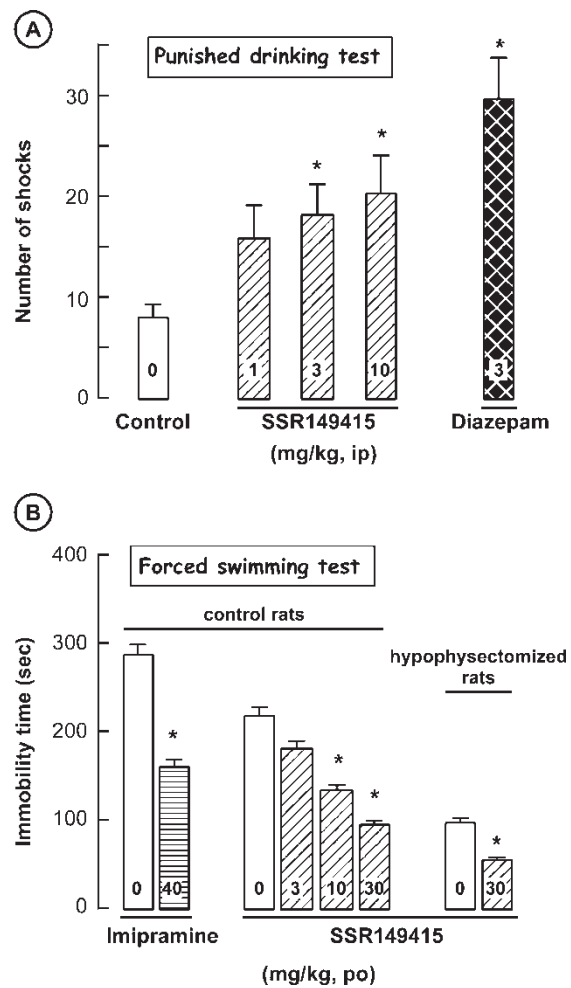 A
Punished drinking test
Number of shocks
30
20
10
0
*
*
*
0
1
3
10
3
Control
SSR149415
Diazepam
(mg/kg, ip)
B
Forced swimming test
Immobility time (sec)
400
300
200
100
0
control rats
hypophysectomized
rats
*
*
*
*
0
40
0
3
10
30
0
30
Imipramine
SSR149415
(mg/kg, po)